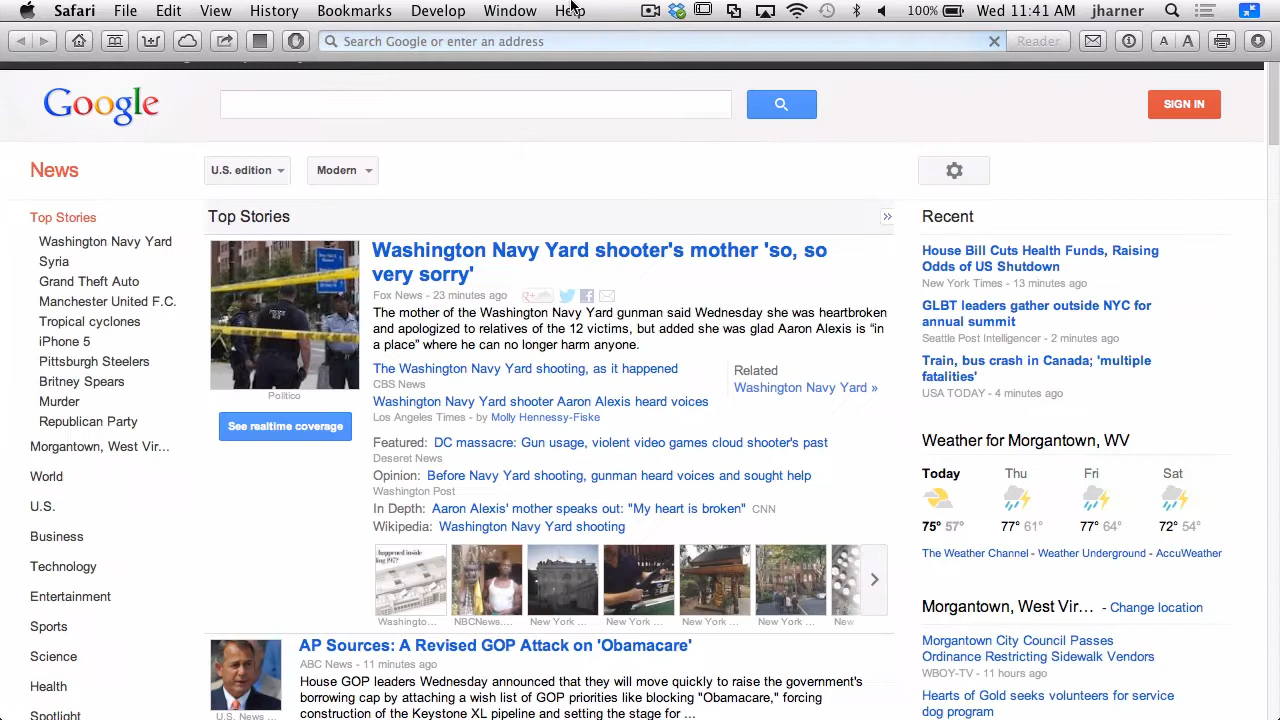 Safari File Edit View History Bookmarks Develop Window Help 100% Wed 11:41 AM jharner
Search Google or enter an address
Reader
A A
Google
SIGN IN
News
U.S. edition
Modern
Top Stories
Washington Navy Yard
Syria
Grand Theft Auto
Manchester United F.C.
Tropical cyclones
iPhone 5
Pittsburgh Steelers
Britney Spears
Murder
Republican Party
Morgantown, West Vir...
World
U.S.
Business
Technology
Entertainment
Sports
Science
Health
Spotlight
Top Stories
»
Politico
See realtime coverage
Washington Navy Yard shooter's mother 'so, so
very sorry'
Fox News - 23 minutes ago
The mother of the Washington Navy Yard gunman said Wednesday she was heartbroken
and apologized to relatives of the 12 victims, but added she was glad Aaron Alexis is “in
a place” where he can no longer harm anyone.
The Washington Navy Yard shooting, as it happened
CBS News
Washington Navy Yard shooter Aaron Alexis heard voices
Los Angeles Times - by Molly Hennessy-Fiske
Related
Washington Navy Yard »
Featured: DC massacre: Gun usage, violent video games cloud shooter's past
Deseret News
Opinion: Before Navy Yard shooting, gunman heard voices and sought help
Washington Post
In Depth: Aaron Alexis' mother speaks out: "My heart is broken" CNN
Wikipedia: Washington Navy Yard shooting
Washingto... NBCNews.... New York ... New York ... New York ... New York ... New
AP Sources: A Revised GOP Attack on 'Obamacare'
ABC News - 11 minutes ago
House GOP leaders Wednesday announced that they will move quickly to raise the government's
borrowing cap by attaching a wish list of GOP priorities like blocking "Obamacare," forcing
construction of the Keystone XL pipeline and setting the stage for ...
U.S. News ...
Recent
House Bill Cuts Health Funds, Raising
Odds of US Shutdown
New York Times - 13 minutes ago
GLBT leaders gather outside NYC for
annual summit
Seattle Post Intelligencer - 2 minutes ago
Train, bus crash in Canada; 'multiple
fatalities'
USA TODAY - 4 minutes ago
Weather for Morgantown, WV
Today Thu Fri Sat
75° 57° 77° 61° 77° 64° 72° 54°
The Weather Channel - Weather Underground - AccuWeather
Morgantown, West Vir... - Change location
Morgantown City Council Passes
Ordinance Restricting Sidewalk Vendors
WBOY-TV - 11 hours ago
Hearts of Gold seeks volunteers for service
dog program